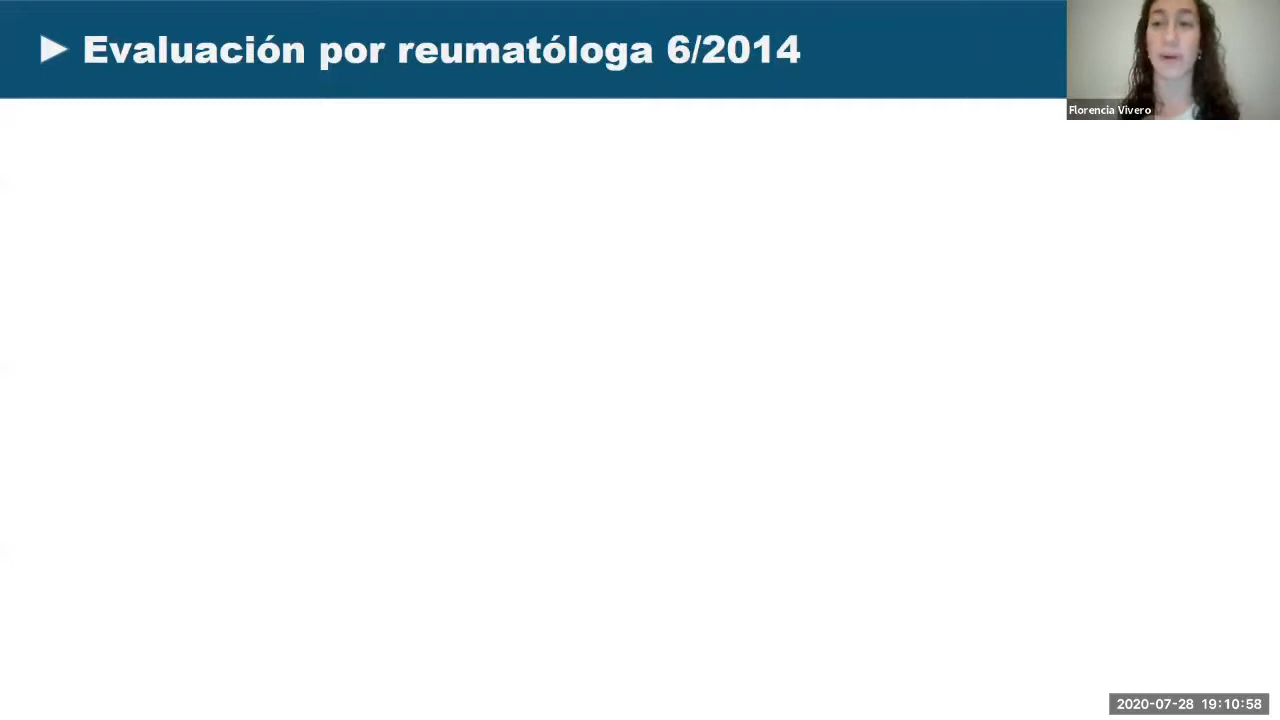 Evaluación por reumatóloga 6/2014
Florencia Vivero
2020-07-28 19:10:58